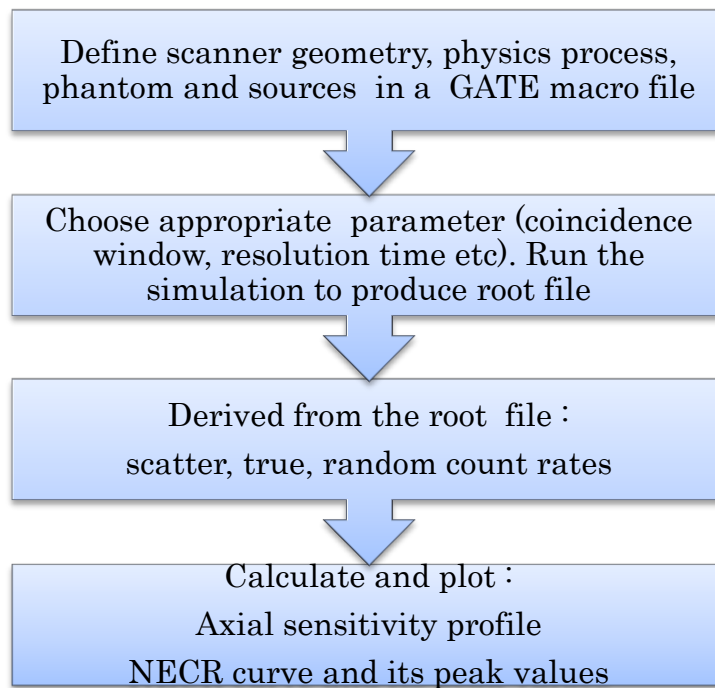 Define scanner geometry, physics process,
phantom and sources in a GATE macro file
Choose appropriate parameter (coincidence
window, resolution time etc). Run the
simulation to produce root file
Derived from the root file :
scatter, true, random count rates
Calculate and plot :
Axial sensitivity profile
NECR curve and its peak values